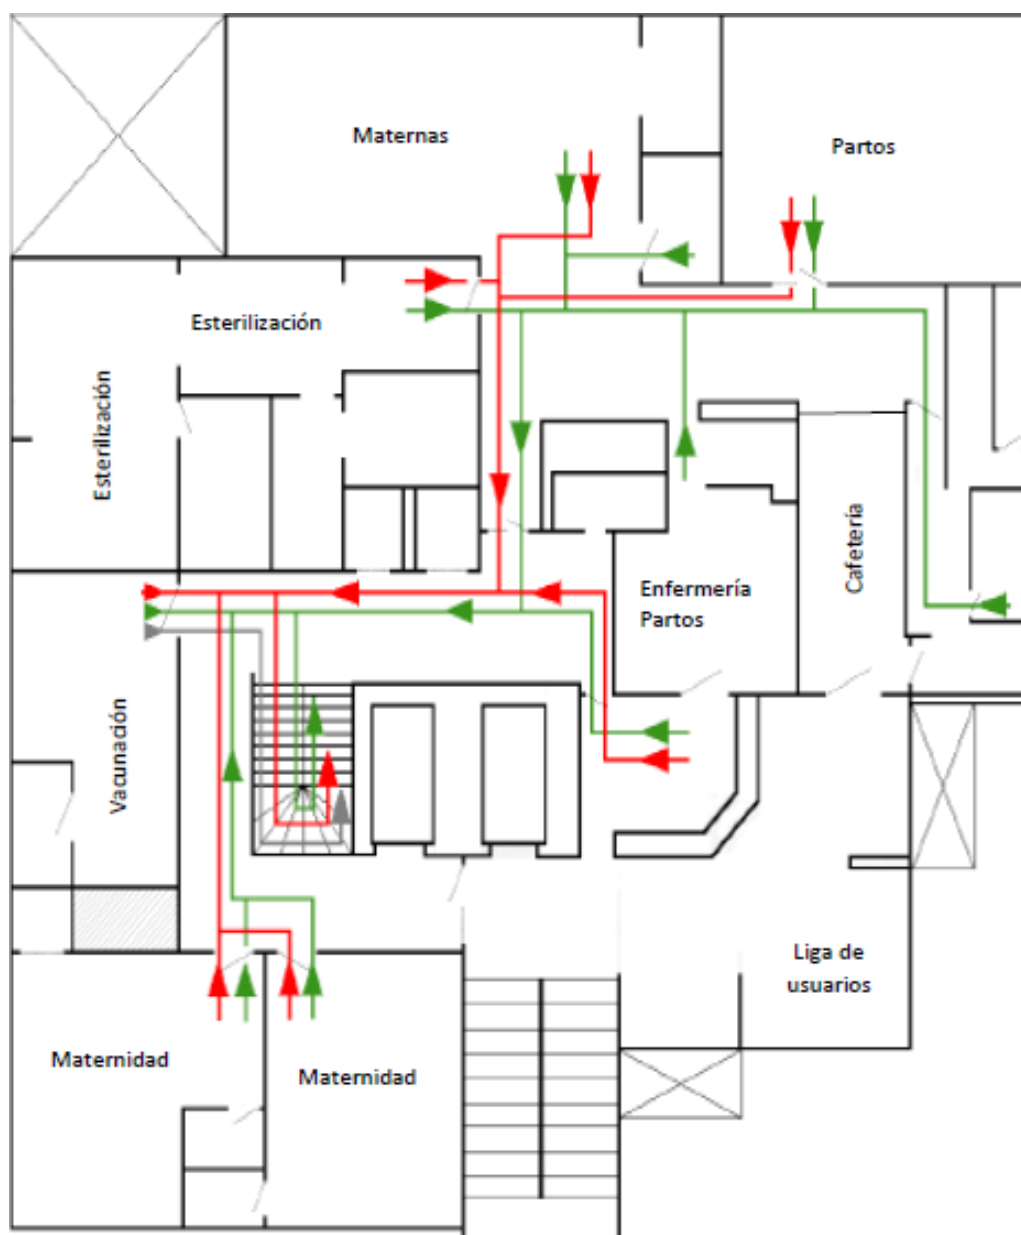 Maternas
Partos
Esterilización
Esterilización
Cafetería
Enfermería
Partos
Vacunación
Liga de
usuarios
Maternidad
Maternidad